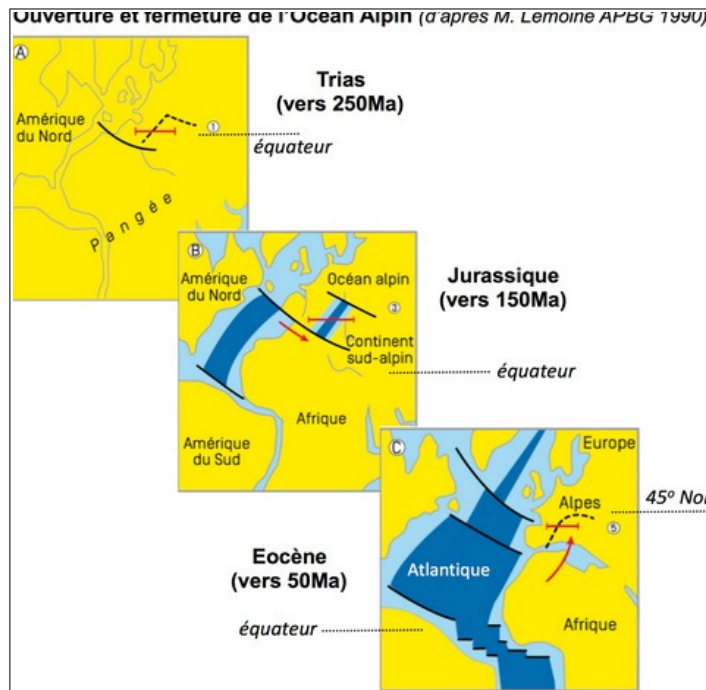 Ouverture et fermeture de l'Océan Alpin (d'après M. Lemoine APBG 1990)
A
Trias
(vers 250Ma)
Amérique
du Nord
1
équateur
Pangée
B
Amérique
du Nord
Océan alpin
Jurassique
(vers 150Ma)
3
Continent
sud-alpin
équateur
Afrique
Amérique
du Sud
C
Europe
Alpes
45º Nor
5
Eocène
(vers 50Ma)
Atlantique
équateur
Afrique